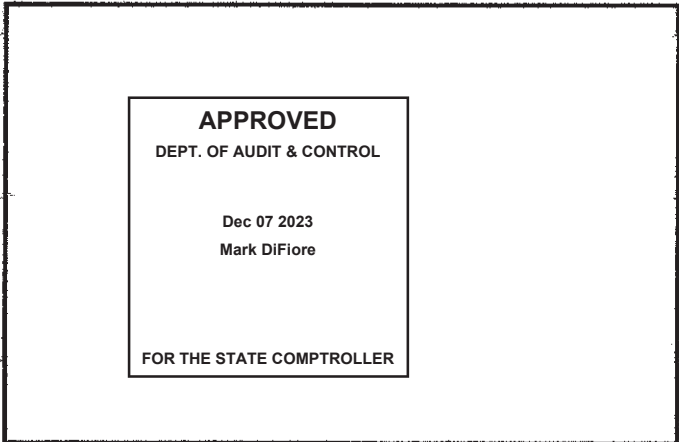 APPROVED
DEPT. OF AUDIT & CONTROL
Dec 07 2023
Mark DiFiore
FOR THE STATE COMPTROLLER